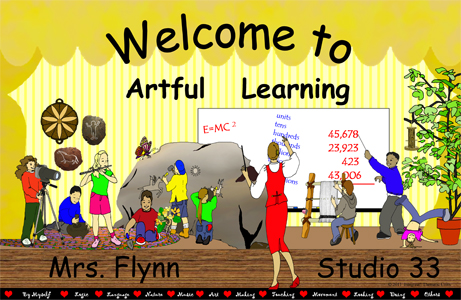 Welcome to
Artful Learning
E=MC 2
units
tens
hundreds
45,678
23,923
423
43,006
Mrs. Flynn Studio 33
By Myself Logic Language Nature Music Art Making Touching Movement Looking Doing Others